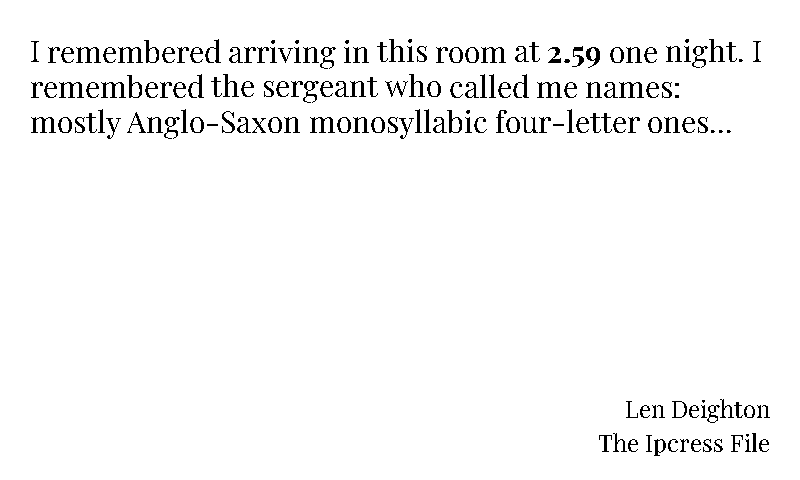 I remembered arriving in this room at 2.59 one night. I
remembered the sergeant who called me names:
mostly Anglo-Saxon monosyllabic four-letter ones...
Len Deighton
The Ipcress File